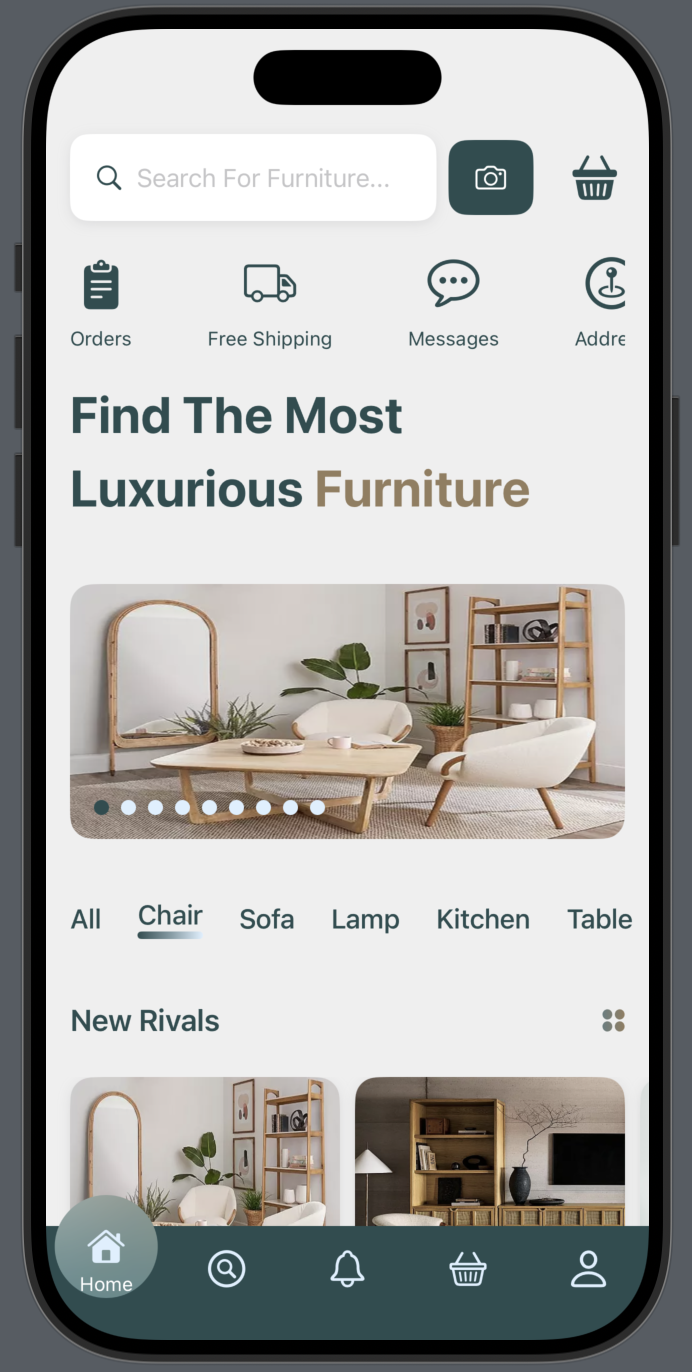 Search For Furniture...
Orders
Free Shipping
Messages
Addre
Find The Most
Luxurious Furniture
All
Chair
Sofa
Lamp
Kitchen
Table
New Rivals
Home